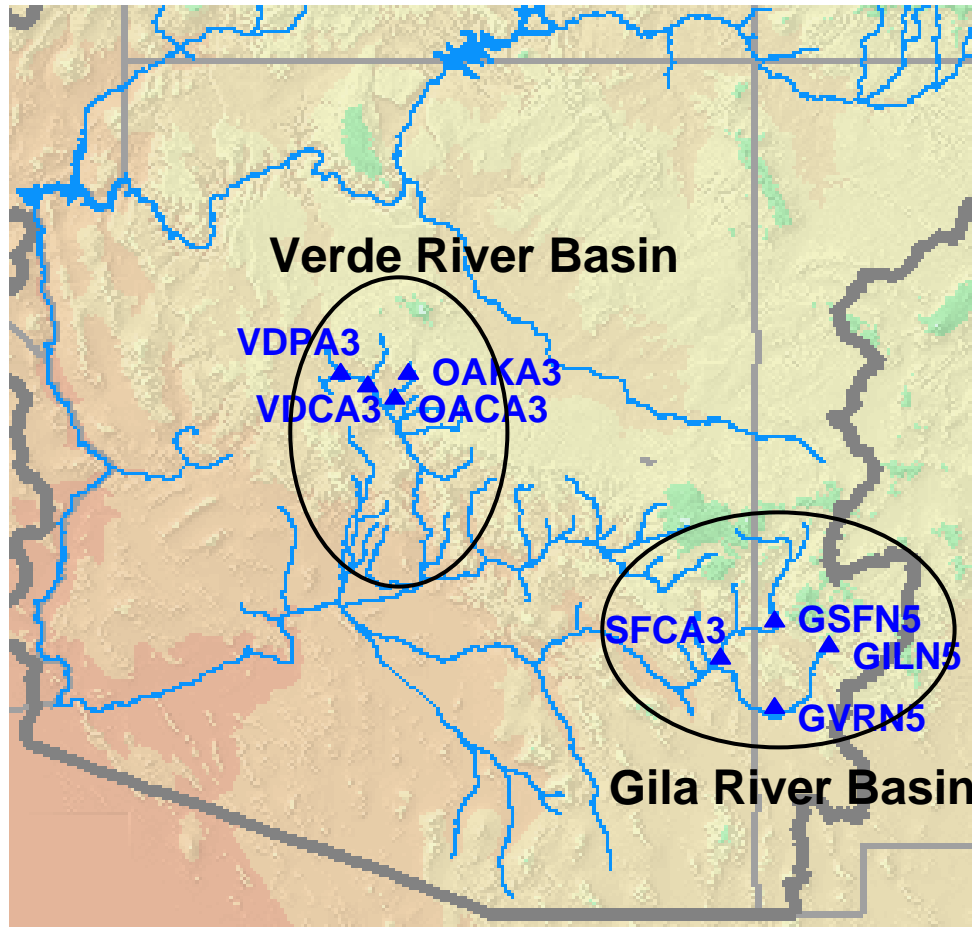 Verde River Basin
VDPA3
OAKA3
VDCA3
OACA3
SFCA3
GSFN5
GILN5
GVRN5
Gila River Basin